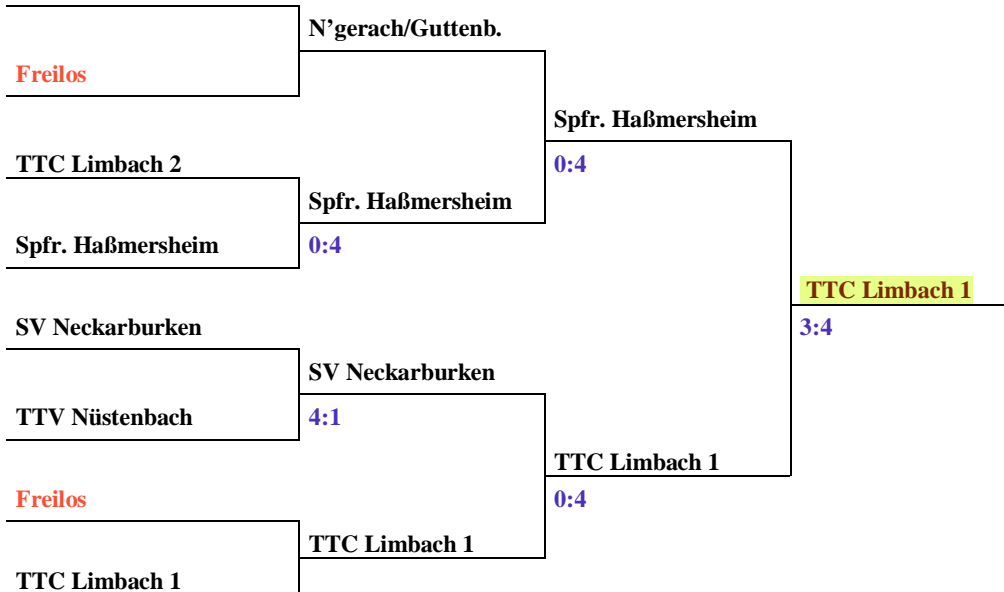 N’gerach/Guttenb.
Freilos
Spfr. Haßmersheim
TTC Limbach 2
0:4
Spfr. Haßmersheim
Spfr. Haßmersheim
0:4
TTC Limbach 1
SV Neckarburken
3:4
SV Neckarburken
TTV Nüstenbach
4:1
TTC Limbach 1
Freilos
0:4
TTC Limbach 1
TTC Limbach 1